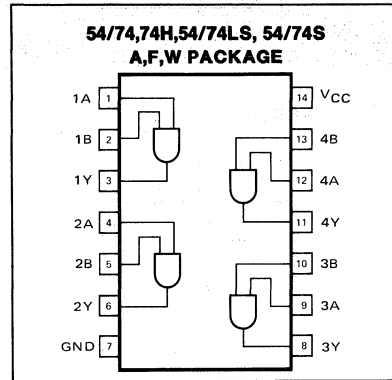 54/74,74H,54/74LS, 54/74S
A,F,W PACKAGE
1A 1 14 VCC
1B 2 13 4B
1Y 3 12 4A
2A 4 11 4Y
2B 5 10 3B
2Y 6 9 3A
GND 7 8 3Y